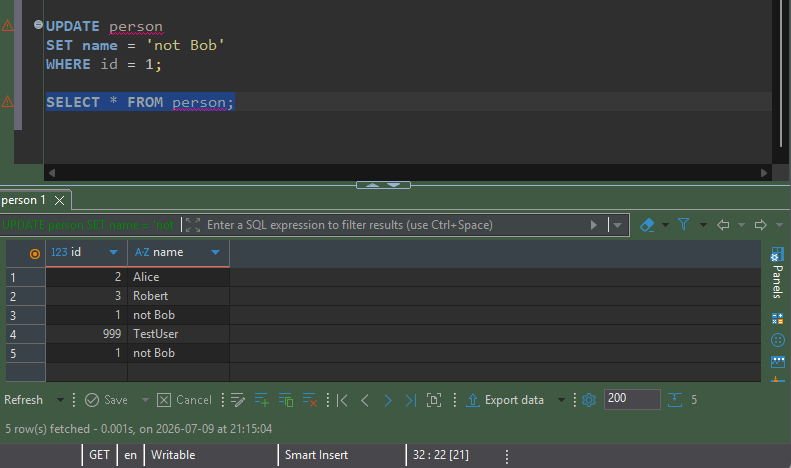 UPDATE person
SET name = 'not Bob'
WHERE id = 1;
SELECT * FROM person;
person 1
UPDATE person SET name = 'not
Enter a SQL expression to filter results (use Ctrl+Space)
123 id A-Z name
1 2 Alice
2 3 Robert
3 1 not Bob
4 999 TestUser
5 1 not Bob
Panels
Refresh Save Cancel Export data 200 5
5 row(s) fetched - 0.001s, on 2026-07-09 at 21:15:04
GET en Writable Smart Insert 32 : 22 [21]